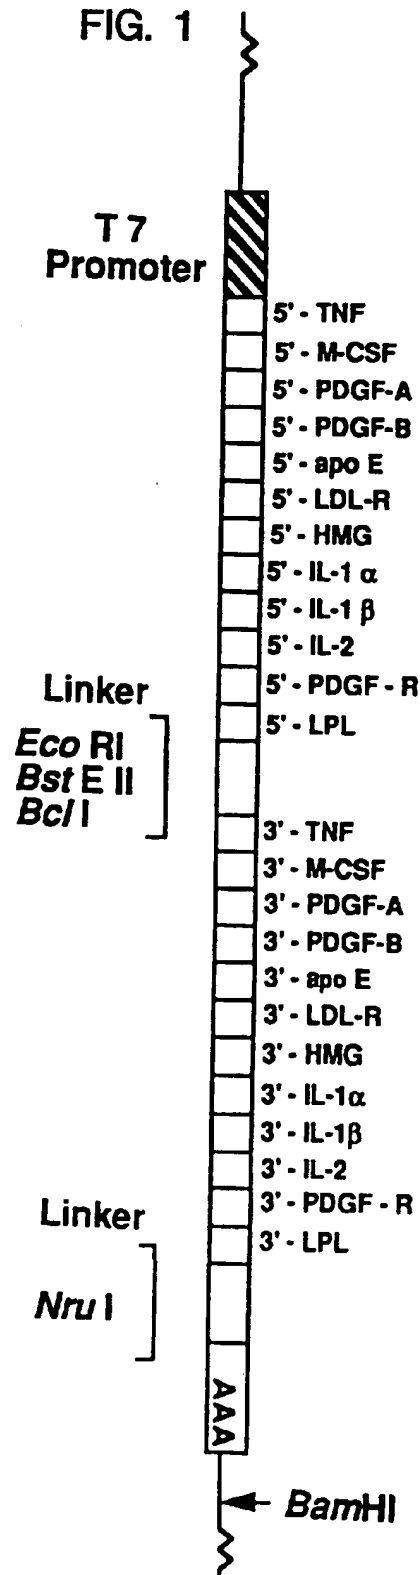 FIG. 1
T 7
Promoter
5' - TNF
5' - M-CSF
5' - PDGF-A
5' - PDGF-B
5' - apo E
5' - LDL-R
5' - HMG
5' - IL-1 α
5' - IL-1 β
5' - IL-2
5' - PDGF - R
5' - LPL
Linker
Eco RI
Bst E II
Bcl I
3' - TNF
3' - M-CSF
3' - PDGF-A
3' - PDGF-B
3' - apo E
3' - LDL-R
3' - HMG
3' - IL-1α
3' - IL-1β
3' - IL-2
3' - PDGF - R
3' - LPL
Linker
Nru I
AAA
BamHI